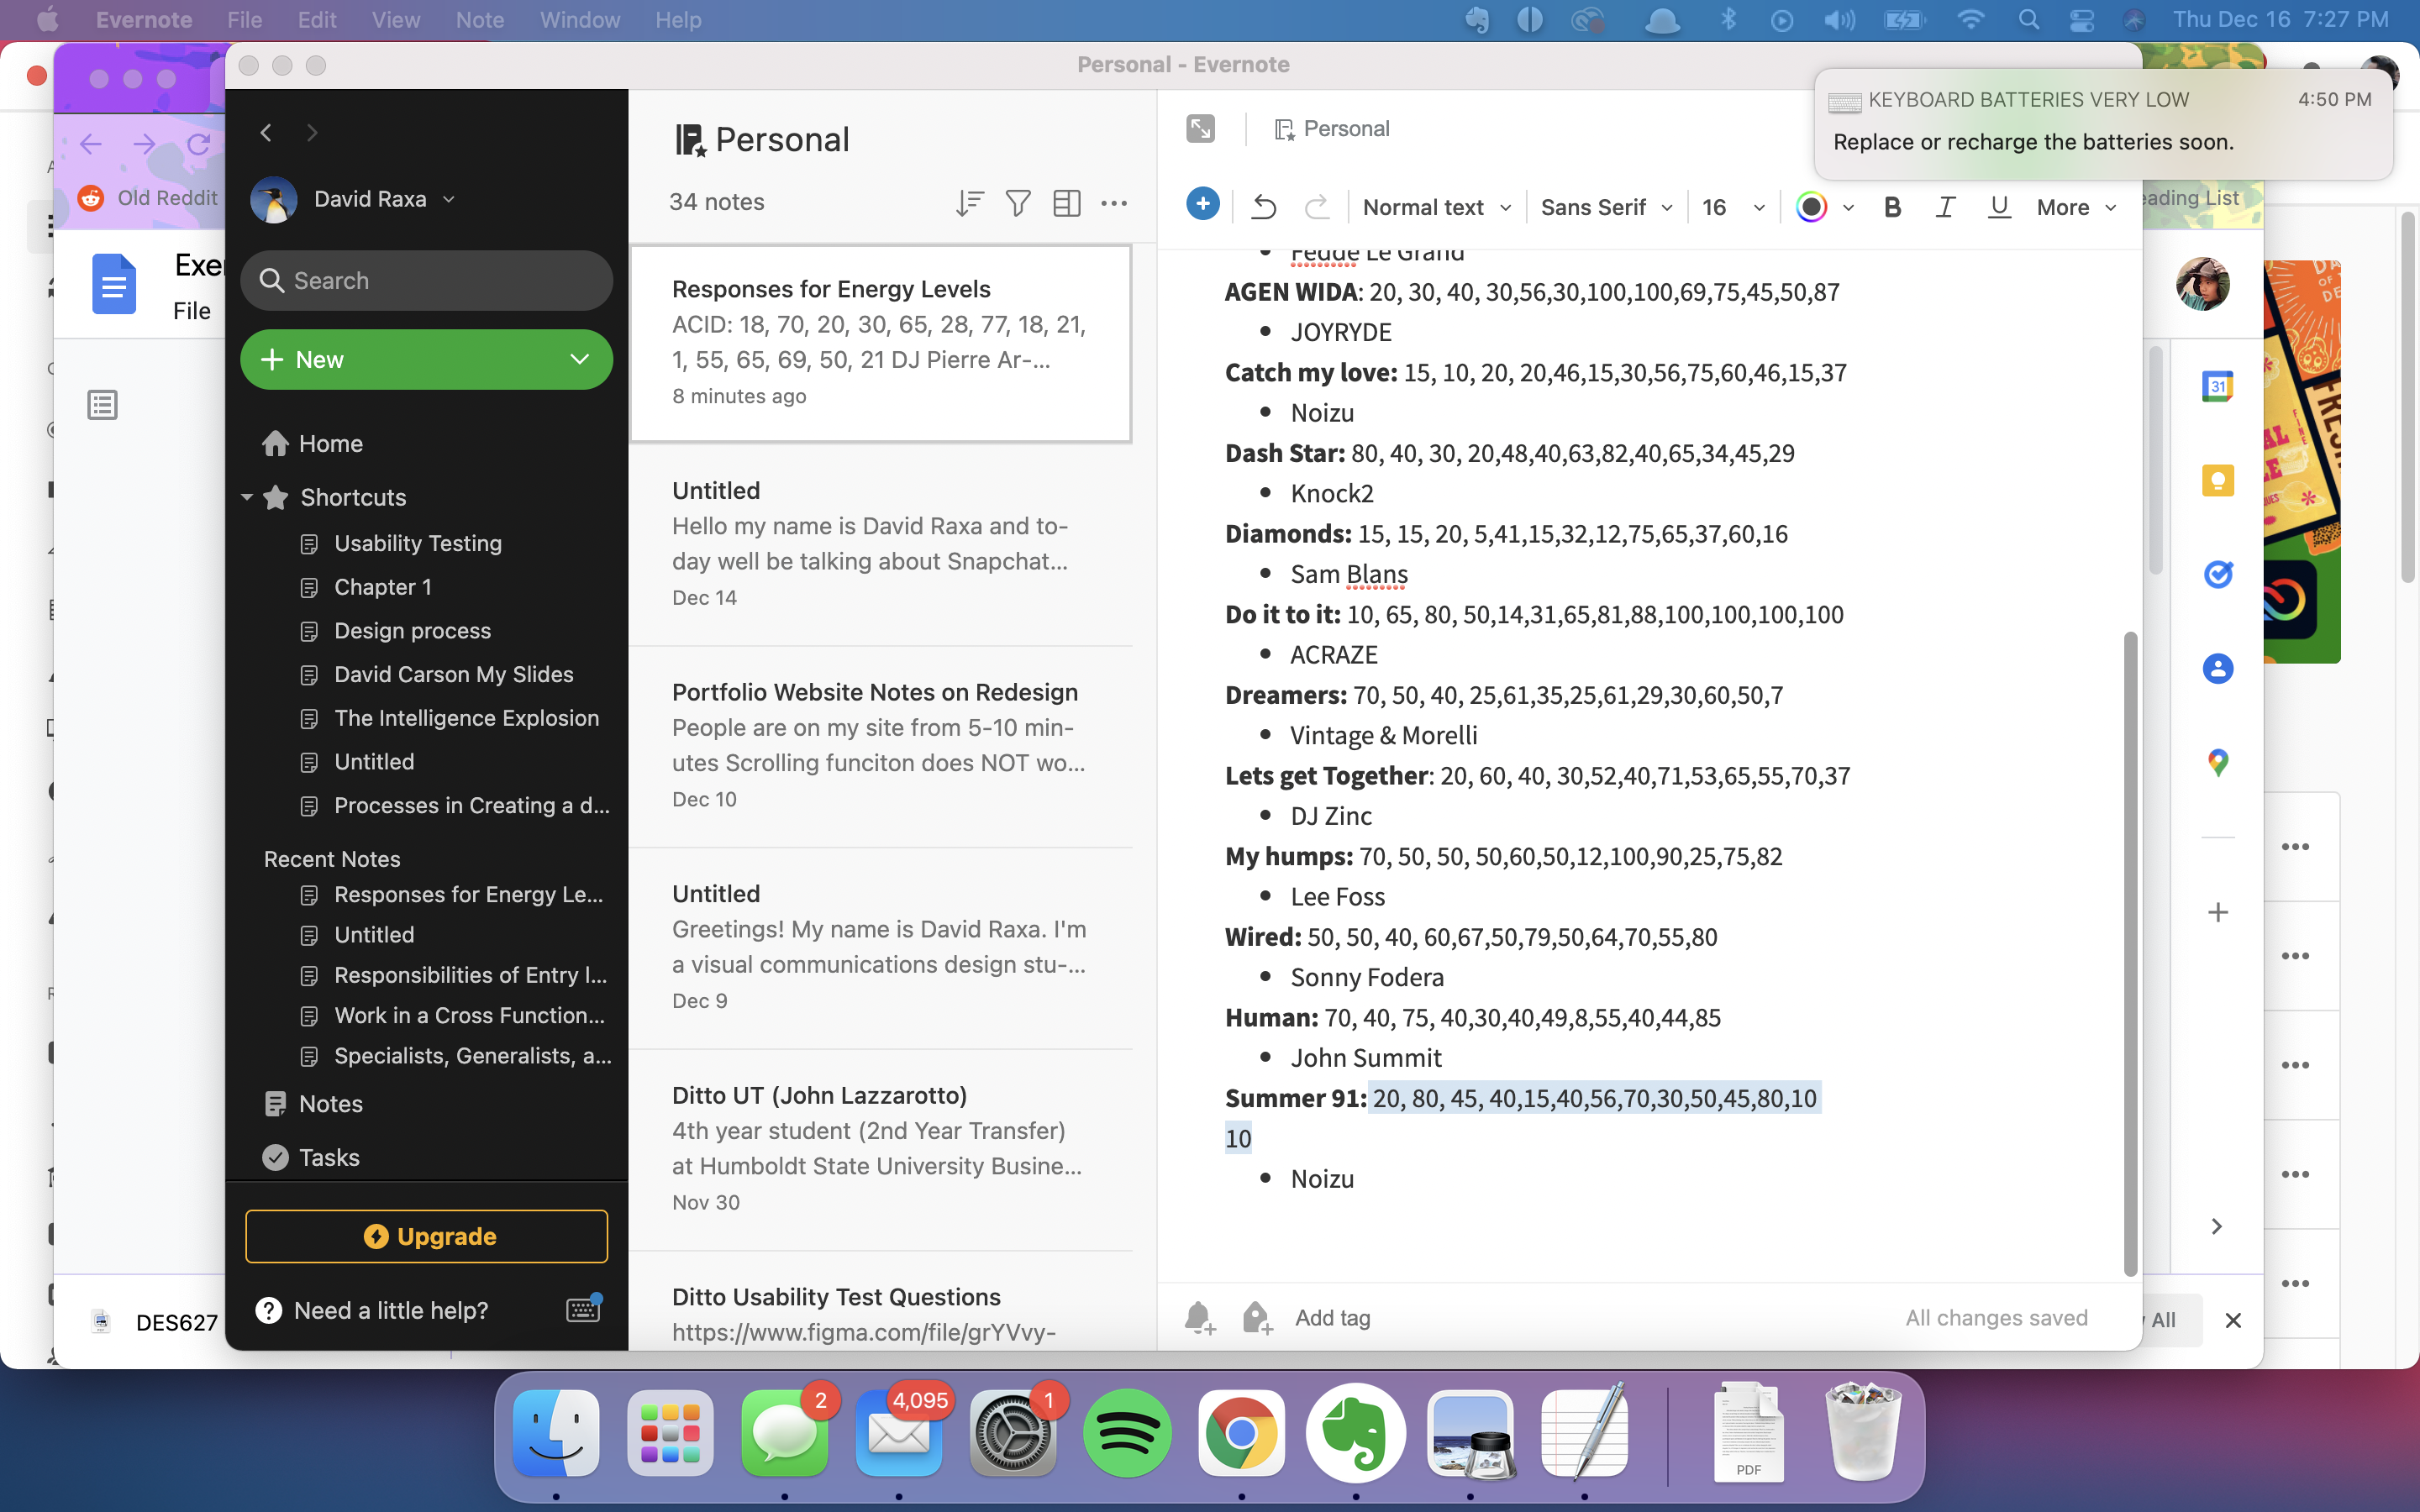 Evernote File Edit View Note Window Help
Thu Dec 16 7:27 PM
Personal - Evernote
KEYBOARD BATTERIES VERY LOW
4:50 PM
Replace or recharge the batteries soon.
Old Reddit
eading List
Exer
File
DES627
David Raxa
Search
New
Home
Shortcuts
Usability Testing
Chapter 1
Design process
David Carson My Slides
The Intelligence Explosion
Untitled
Processes in Creating a d...
Recent Notes
Responses for Energy Le...
Untitled
Responsibilities of Entry l...
Work in a Cross Function...
Specialists, Generalists, a...
Notes
Tasks
Upgrade
Need a little help?
Personal
34 notes
Responses for Energy Levels
ACID: 18, 70, 20, 30, 65, 28, 77, 18, 21,
1, 55, 65, 69, 50, 21 DJ Pierre Ar-...
8 minutes ago
Untitled
Hello my name is David Raxa and to-
day well be talking about Snapchat...
Dec 14
Portfolio Website Notes on Redesign
People are on my site from 5-10 min-
utes Scrolling funciton does NOT wo...
Dec 10
Untitled
Greetings! My name is David Raxa. I'm
a visual communications design stu-...
Dec 9
Ditto UT (John Lazzarotto)
4th year student (2nd Year Transfer)
at Humboldt State University Busine...
Nov 30
Ditto Usability Test Questions
https://www.figma.com/file/grYVvy-
Personal
Normal text
Sans Serif
16
B
I
U
More
Fedde Le Grand
AGEN WIDA: 20, 30, 40, 30,56,30,100,100,69,75,45,50,87
JOYRYDE
Catch my love: 15, 10, 20, 20,46,15,30,56,75,60,46,15,37
Noizu
Dash Star: 80, 40, 30, 20,48,40,63,82,40,65,34,45,29
Knock2
Diamonds: 15, 15, 20, 5,41,15,32,12,75,65,37,60,16
Sam Blans
Do it to it: 10, 65, 80, 50,14,31,65,81,88,100,100,100,100
ACRAZE
Dreamers: 70, 50, 40, 25,61,35,25,61,29,30,60,50,7
Vintage & Morelli
Lets get Together: 20, 60, 40, 30,52,40,71,53,65,55,70,37
DJ Zinc
My humps: 70, 50, 50, 50,60,50,12,100,90,25,75,82
Lee Foss
Wired: 50, 50, 40, 60,67,50,79,50,64,70,55,80
Sonny Fodera
Human: 70, 40, 75, 40,30,40,49,8,55,40,44,85
John Summit
Summer 91: 20, 80, 45, 40,15,40,56,70,30,50,45,80,10
10
Noizu
Add tag
All changes saved
All
31
2
4,095
1
PDF